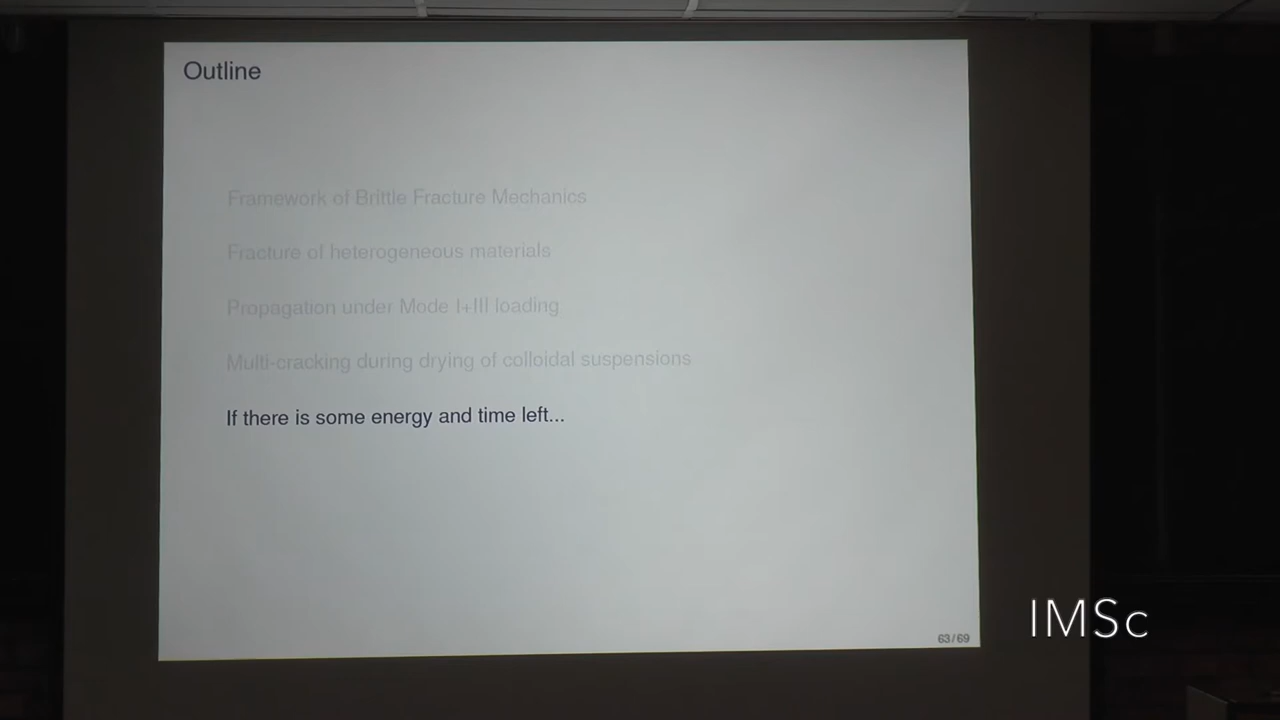 Outline
Framework of Brittle Fracture Mechanics
Fracture of heterogeneous materials
Propagation under Mode I+III loading
Multi-cracking during drying of colloidal suspensions
If there is some energy and time left...
63/69
IMSc